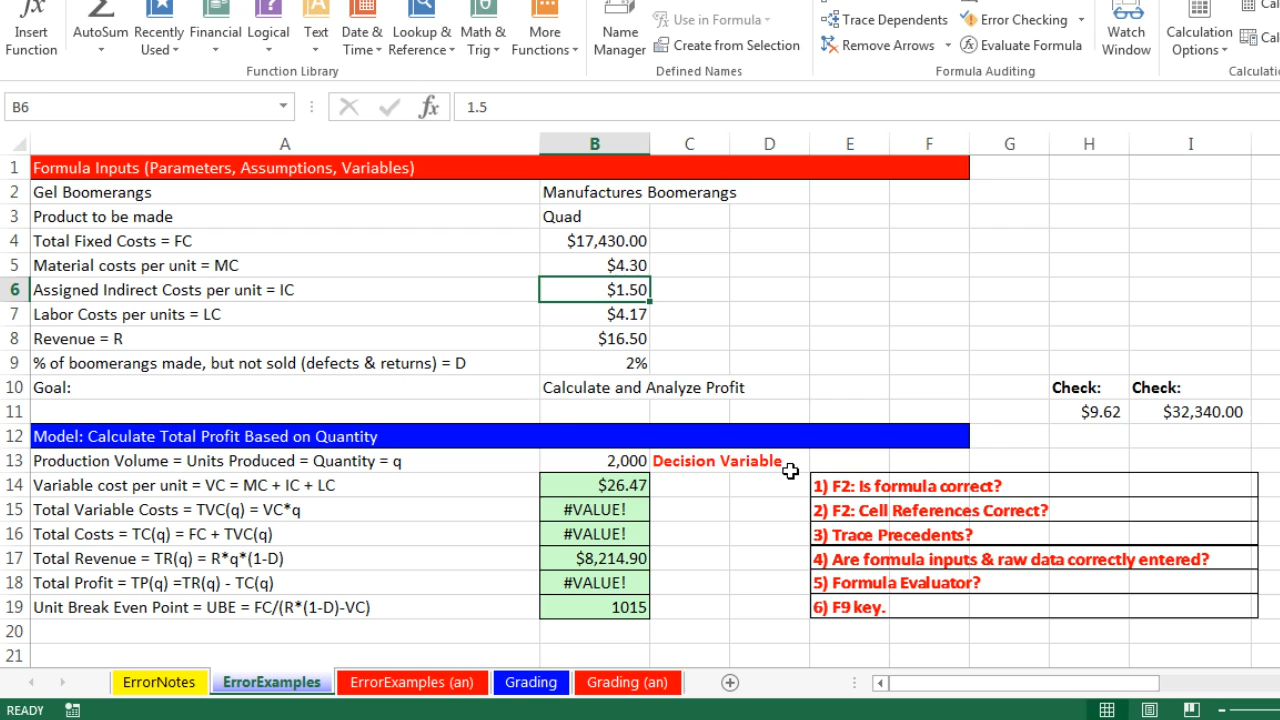 Insert Function
AutoSum
Recently Used
Financial
Logical
Text
Date & Time
Lookup & Reference
Math & Trig
More Functions
Function Library
Name Manager
Use in Formula
Create from Selection
Defined Names
Trace Dependents
Remove Arrows
Error Checking
Evaluate Formula
Formula Auditing
Watch Window
Calculation Options
B6 fx 1.5
A B C D E F G H I
1 Formula Inputs (Parameters, Assumptions, Variables)
2 Gel Boomerangs Manufactures Boomerangs
3 Product to be made Quad
4 Total Fixed Costs = FC $17,430.00
5 Material costs per unit = MC $4.30
6 Assigned Indirect Costs per unit = IC $1.50
7 Labor Costs per units = LC $4.17
8 Revenue = R $16.50
9 % of boomerangs made, but not sold (defects & returns) = D 2%
10 Goal: Calculate and Analyze Profit Check: Check:
11 $9.62 $32,340.00
12 Model: Calculate Total Profit Based on Quantity
13 Production Volume = Units Produced = Quantity = q 2,000 Decision Variable
14 Variable cost per unit = VC = MC + IC + LC $26.47 1) F2: Is formula correct?
15 Total Variable Costs = TVC(q) = VC*q #VALUE! 2) F2: Cell References Correct?
16 Total Costs = TC(q) = FC + TVC(q) #VALUE! 3) Trace Precedents?
17 Total Revenue = TR(q) = R*q*(1-D) $8,214.90 4) Are formula inputs & raw data correctly entered?
18 Total Profit = TP(q) =TR(q) - TC(q) #VALUE! 5) Formula Evaluator?
19 Unit Break Even Point = UBE = FC/(R*(1-D)-VC) 1015 6) F9 key.
20
21
ErrorNotes ErrorExamples ErrorExamples (an) Grading Grading (an)
READY